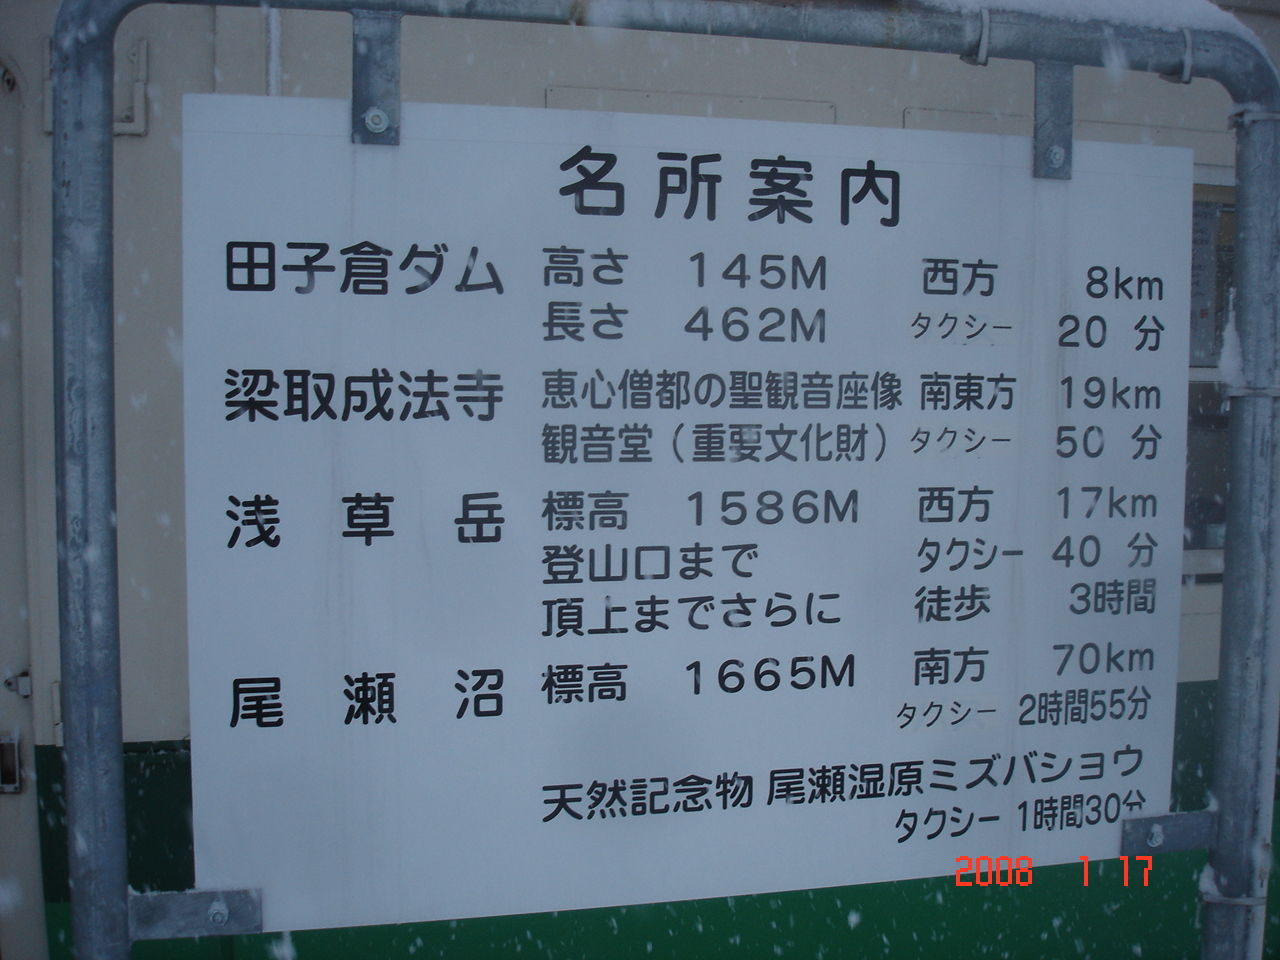 名所案内
田子倉ダム 高さ 145M 西方 8km
長さ 462M タクシー 20 分
梁取成法寺 恵心僧都の聖観音座像 南東方 19km
観音堂（重要文化財） タクシー 50 分
浅草岳 標高 1586M 西方 17km
登山口まで タクシー 40 分
頂上までさらに 徒歩 3時間
尾瀬沼 標高 1665M 南方 70km
タクシー 2時間55分
天然記念物 尾瀬湿原ミズバショウ
タクシー 1時間30分
2008 1 17